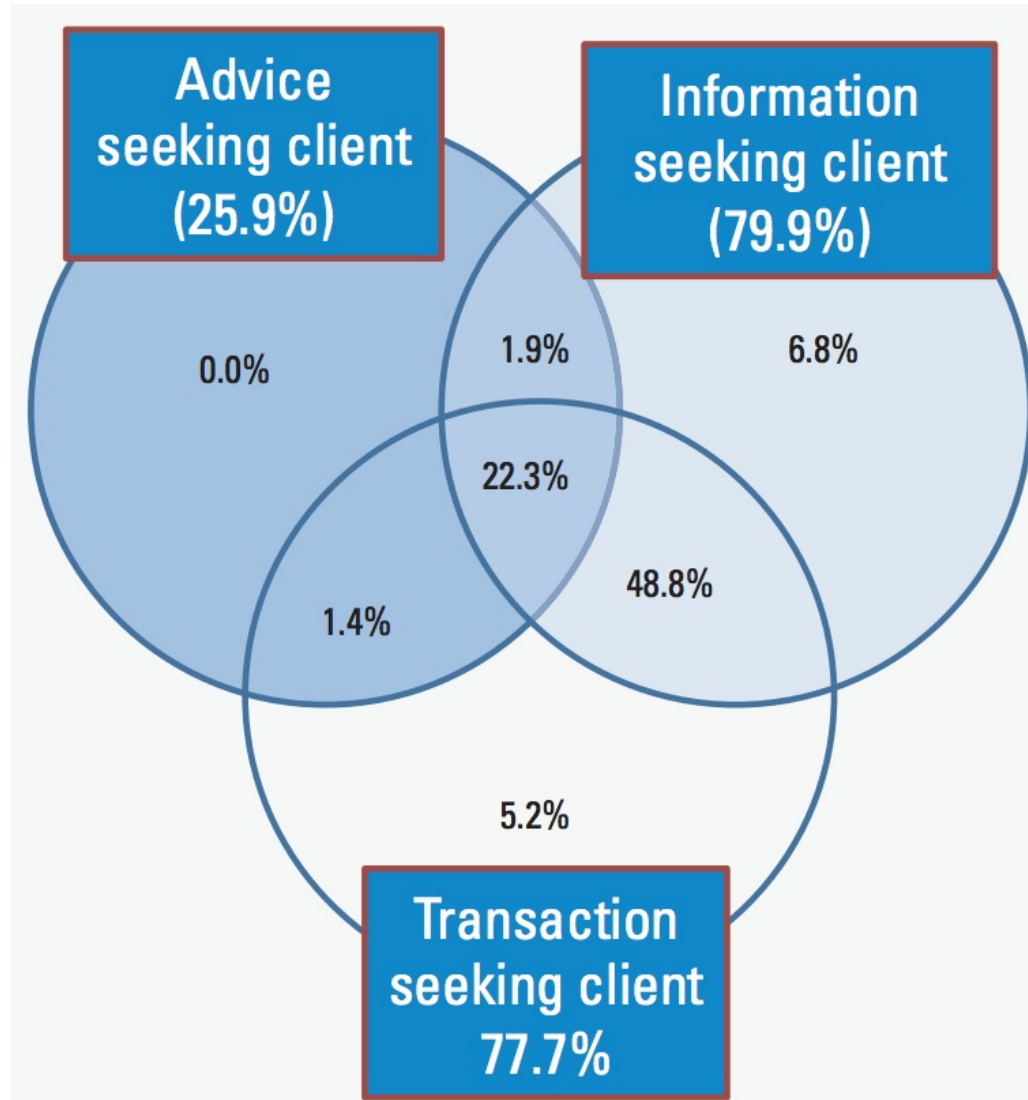 Advice
seeking client
(25.9%)
Information
seeking client
(79.9%)
0.0%
1.9%
6.8%
22.3%
1.4%
48.8%
5.2%
Transaction
seeking client
77.7%